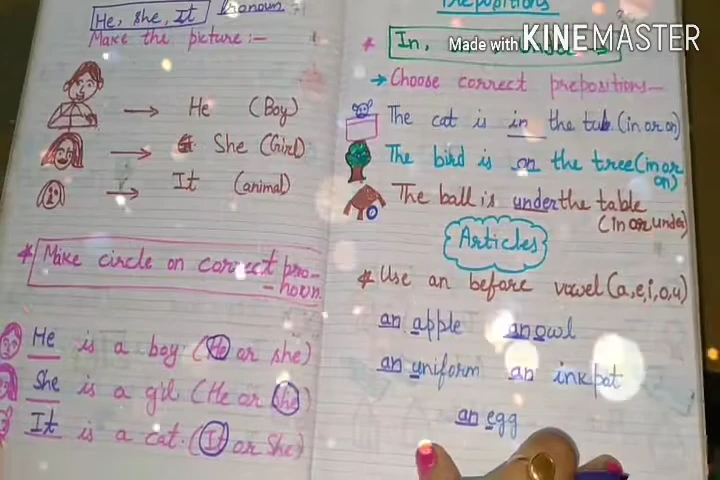 He, She, It Pronoun :-
Make the picture :-
→ He (Boy)
→ She (Girl)
→ It (animal)
* Make circle on correct pro-
-noun
He is a boy (He or she)
She is a gil (He or she)
It is a cat. (It or She)
Prepositions
* In,
Made with KINEMASTER
→ Choose correct prepositions—
The cat is in the tub (in or on)
The bird is on the tree (in or
on)
The ball is under the table
(in or under)
Articles
* Use an before vowel (a,e,i,o,u)
an apple an owl
an uniform an inkpot
an egg